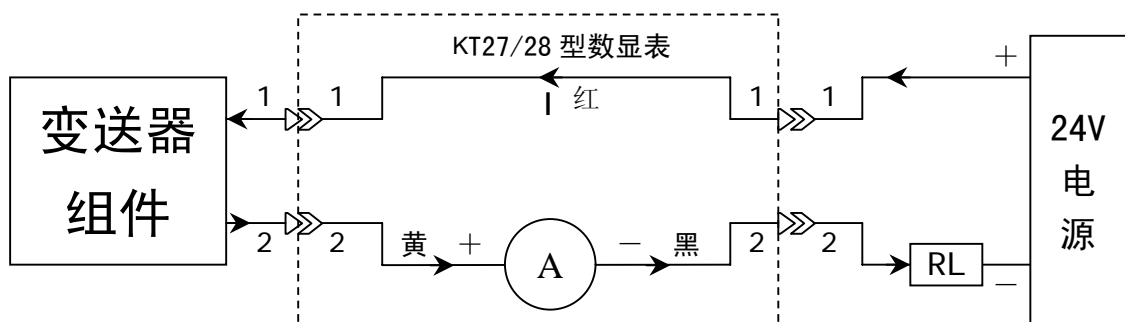 KT27/28 型数显表
+
1 1 I 红 1 1
变送器
组件
24V
电
源
2 2 黄 + A - 黑 2 2 RL -